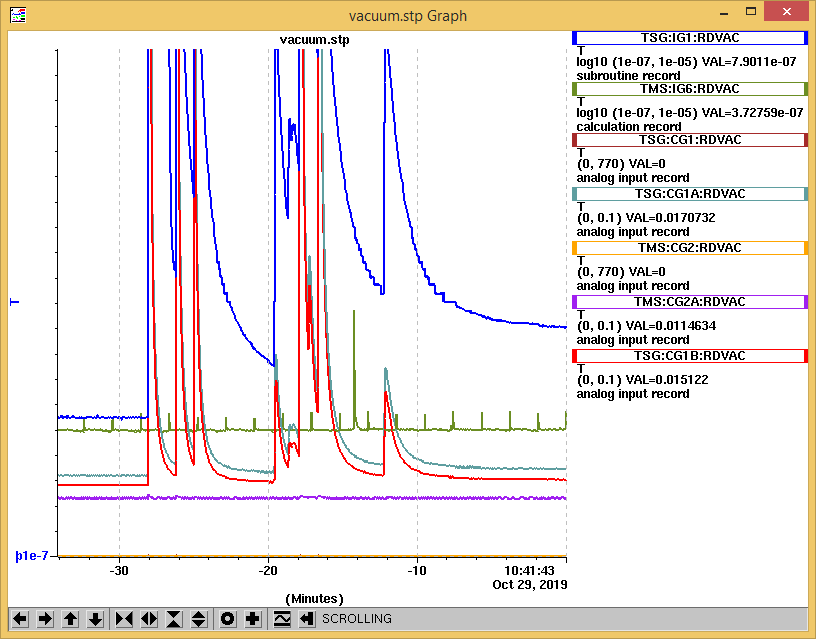 vacuum.stp Graph
vacuum.stp
T
1e-7
-30
-20
-10
10:41:43
Oct 29, 2019
(Minutes)
TSG:IG1:RDVAC
T
log10 (1e-07, 1e-05) VAL=7.9011e-07
subroutine record
TMS:IG6:RDVAC
T
log10 (1e-07, 1e-05) VAL=3.72759e-07
calculation record
TSG:CG1:RDVAC
T
(0, 770) VAL=0
analog input record
TSG:CG1A:RDVAC
T
(0, 0.1) VAL=0.0170732
analog input record
TMS:CG2:RDVAC
T
(0, 770) VAL=0
analog input record
TMS:CG2A:RDVAC
T
(0, 0.1) VAL=0.0114634
analog input record
TSG:CG1B:RDVAC
T
(0, 0.1) VAL=0.015122
analog input record
SCROLLING